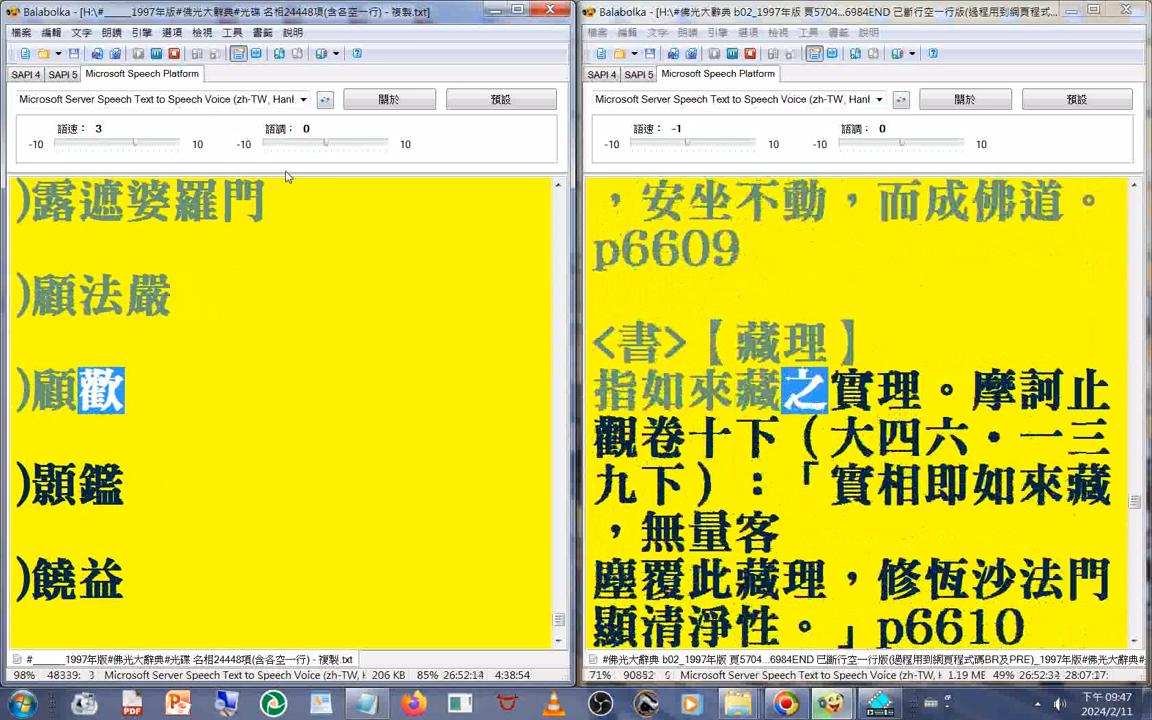 Balabolka - [H:\#_____1997年版#佛光大辭典#光碟 名相24448項(含各空一行) - 複製.txt]
檔案 編輯 文字 朗讀 引擎 選項 檢視 工具 書籤 說明
SAPI 4 SAPI 5 Microsoft Speech Platform
Microsoft Server Speech Text to Speech Voice (zh-TW, Hanl
關於 預設
語速： 3 語調： 0
-10 10 -10 10
)露遮婆羅門
)顧法嚴
)顧歡
)顥鑑
)饒益
#_____1997年版#佛光大辭典#光碟 名相24448項(含各空一行) - 複製.txt
98% 48339: 3 Microsoft Server Speech Text to Speech Voice (zh-TW, H 206 KB 26:52:14 4:38:54
Balabolka - [H:\#佛光大辭典 b02_1997年版 頁5704...6984END 已斷行空一行版(過程用到網頁程式...
檔案 編輯 文字 朗讀 引擎 選項 檢視 工具 書籤 說明
SAPI 4 SAPI 5 Microsoft Speech Platform
Microsoft Server Speech Text to Speech Voice (zh-TW, Hanl
關於 預設
語速： -1 語調： 0
-10 10 -10 10
，安坐不動，而成佛道。
p6609
<書>【藏理】
指如來藏之實理。摩訶止
觀卷十下（大四六．一三
九下）：「實相即如來藏
，無量客
塵覆此藏理，修恆沙法門
顯清淨性。」p6610
#佛光大辭典 b02_1997年版 頁5704...6984END 已斷行空一行版(過程用到網頁程式碼BR及PRE)_1997年版#
71% 90852 Microsoft Server Speech Text to Speech Voice (zh-TW, H 1.19 ME 49% 26:52:33 28:07:17
下午 09:47
2024/2/11